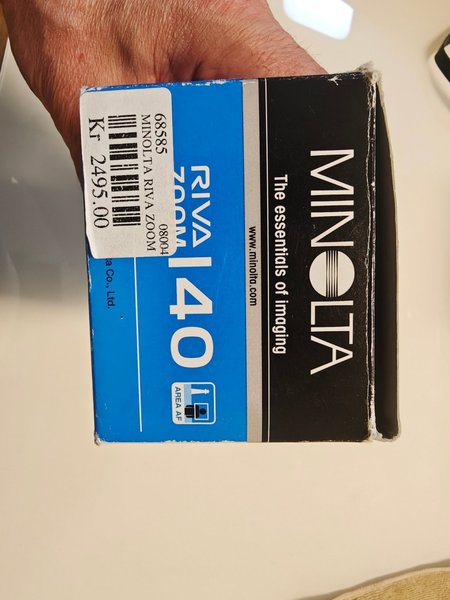 MINOLTA
The essentials of imaging
www.minolta.com
RIVA
ZOOM 140
AREA AF
68585 08004
MINOLTA RIVA ZOOM
Kr 2495.00
Co., Ltd.